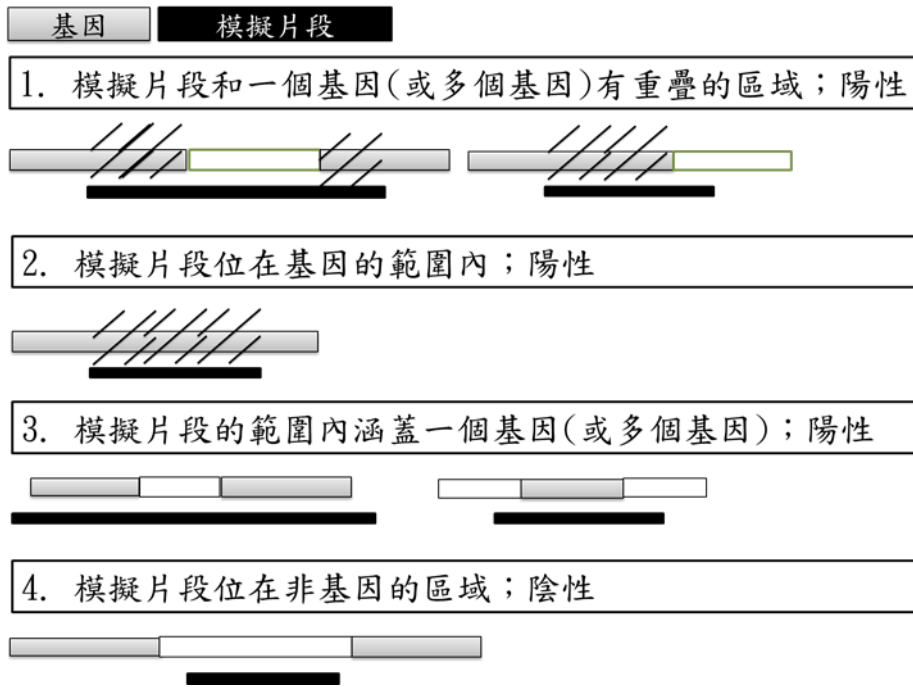 基因 模擬片段
1. 模擬片段和一個基因(或多個基因)有重疊的區域；陽性
2. 模擬片段位在基因的範圍內；陽性
3. 模擬片段的範圍內涵蓋一個基因(或多個基因)；陽性
4. 模擬片段位在非基因的區域；陰性